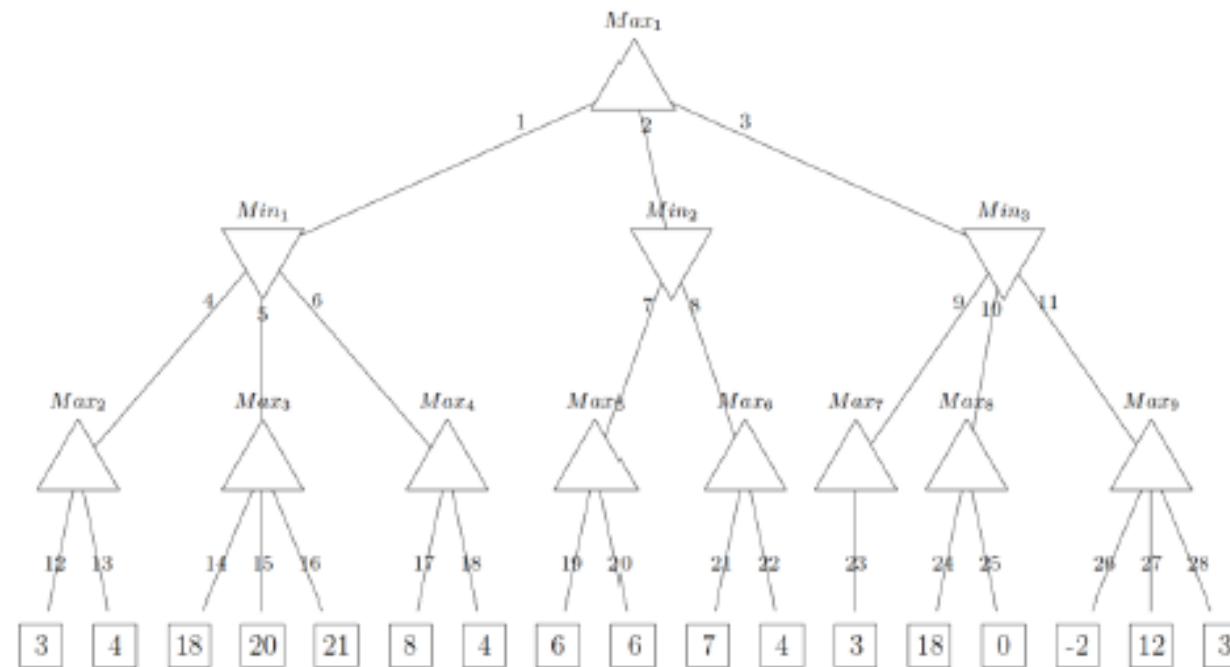 Max₁
1 2 3
Min₁ Min₂ Min₃
4 5 6 7 8 9 10 11
Max₂ Max₃ Max₄ Max₅ Max₆ Max₇ Max₈ Max₉
12 13 14 15 16 17 18 19 20 21 22 23 24 25 26 27 28
3 4 18 20 21 8 4 6 6 7 4 3 18 0 -2 12 3